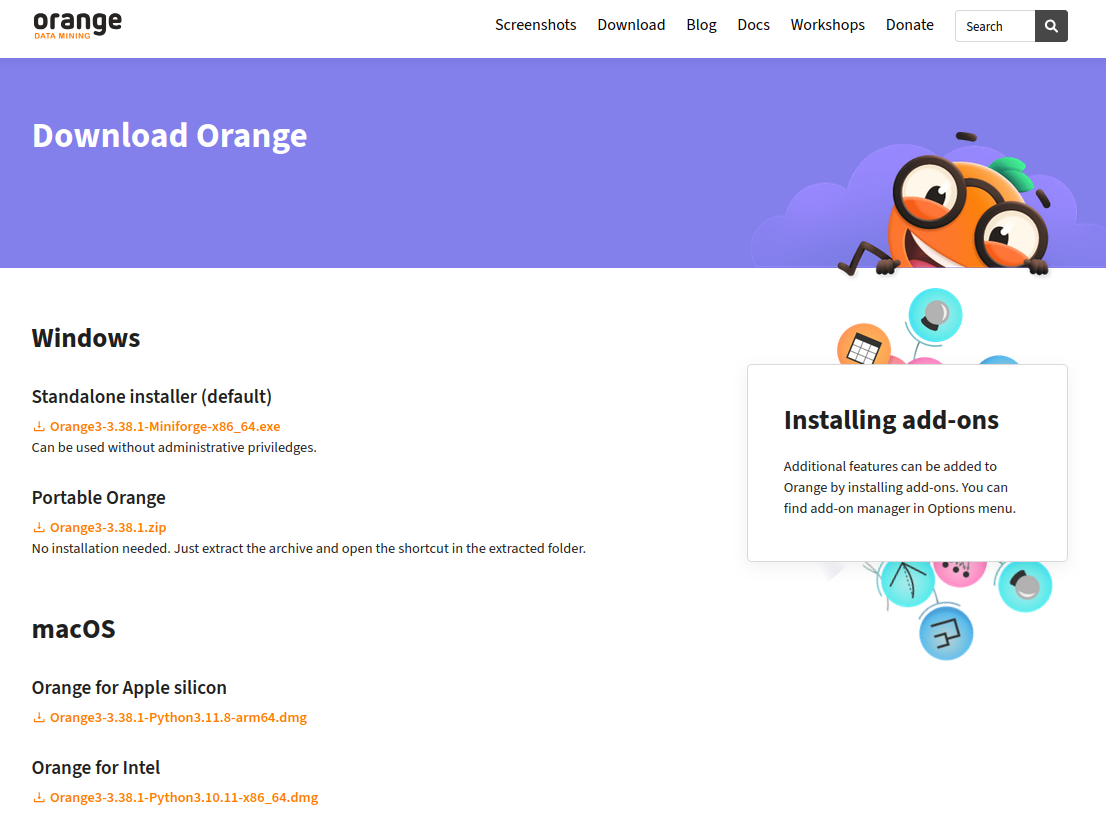 orange
DATA MINING
Screenshots Download Blog Docs Workshops Donate Search
Download Orange
Windows
Standalone installer (default)
Orange3-3.38.1-Miniforge-x86_64.exe
Can be used without administrative priviledges.
Portable Orange
Orange3-3.38.1.zip
No installation needed. Just extract the archive and open the shortcut in the extracted folder.
macOS
Orange for Apple silicon
Orange3-3.38.1-Python3.11.8-arm64.dmg
Orange for Intel
Orange3-3.38.1-Python3.10.11-x86_64.dmg
Installing add-ons
Additional features can be added to
Orange by installing add-ons. You can
find add-on manager in Options menu.